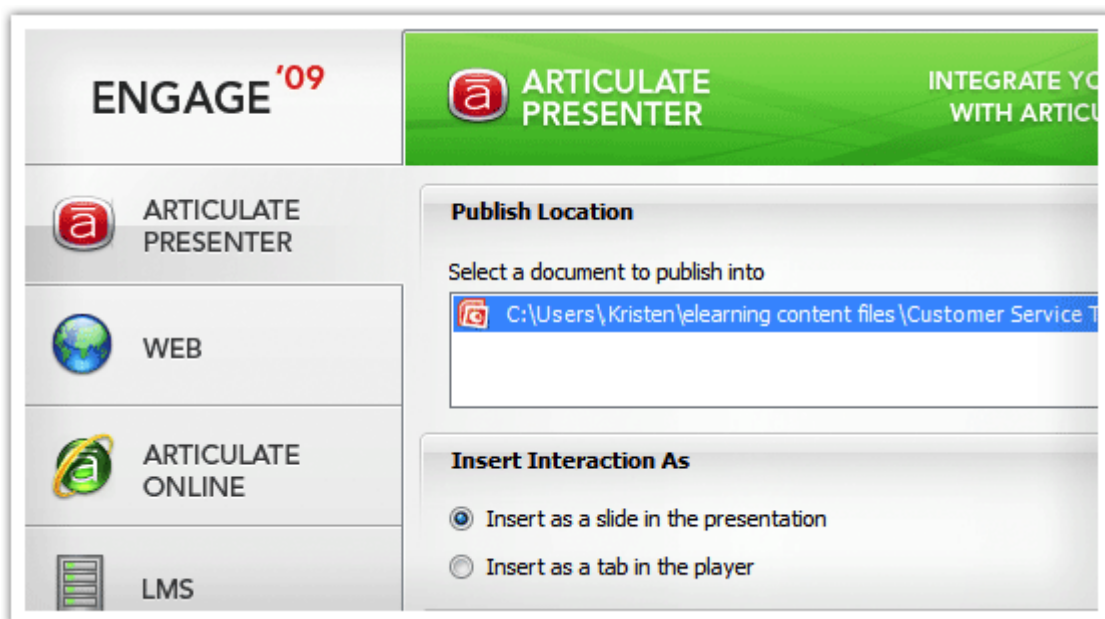 ENGAGE '09
ARTICULATE
PRESENTER
INTEGRATE
WITH
ARTICULATE
PRESENTER
WEB
ARTICULATE
ONLINE
LMS
Publish Location
Select a document to publish into
C:\Users\Kristen\elearning content files\Customer Service
Insert Interaction As
Insert as a slide in the presentation
Insert as a tab in the player